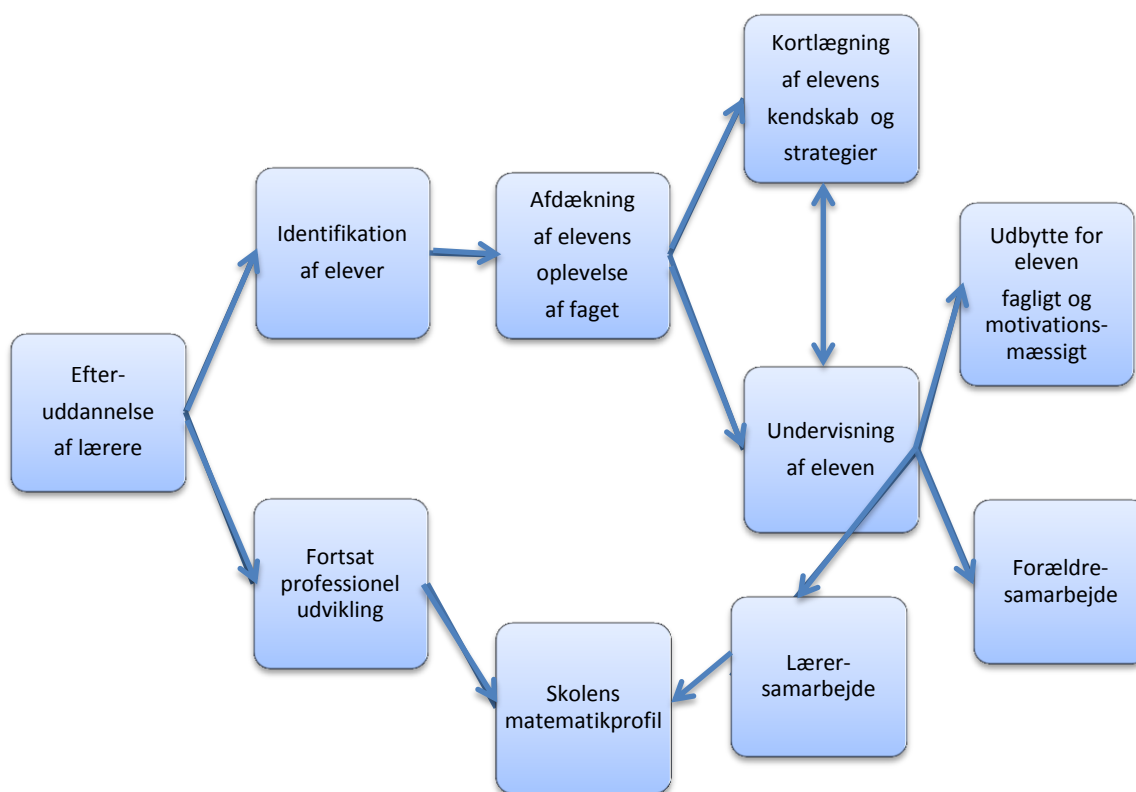 Efter-
uddannelse
af lærere
Identifikation
af elever
Afdækning
af elevens
oplevelse
af faget
Kortlægning
af elevens
kendskab og
strategier
Undervisning
af eleven
Udbytte for
eleven
fagligt og
motivations-
mæssigt
Forældre-
samarbejde
Lærer-
samarbejde
Fortsat
professionel
udvikling
Skolens
matematikprofil